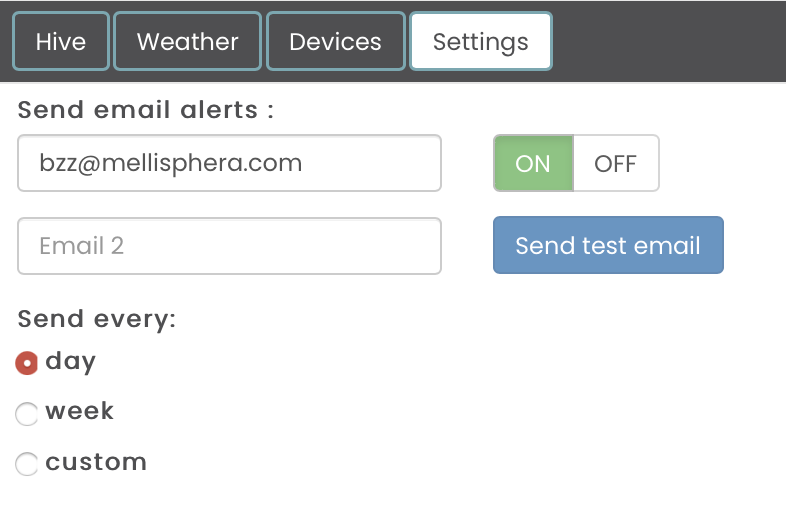 Hive Weather Devices Settings
Send email alerts :
bzz@mellisphera.com ON OFF
Email 2 Send test email
Send every:
day
week
custom